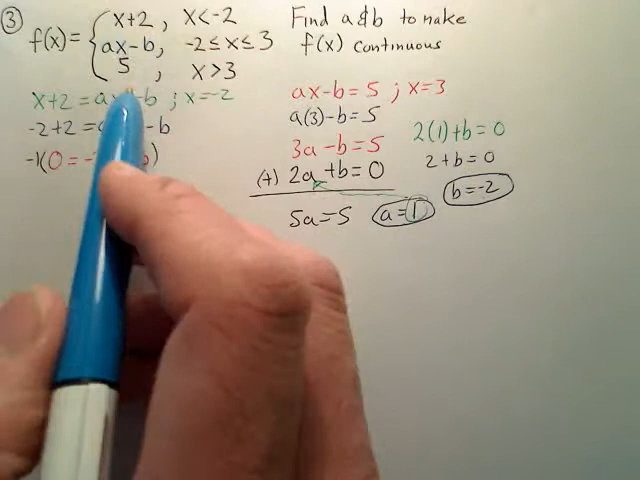 ③ x+2, x<-2 Find a & b to make
f(x)= { ax-b, -2≤x≤3 f(x) continuous
5, x>3
x+2 = ax-b ; x=-2 ax-b=5 ; x=3
-2+2 = -b a(3)-b=5 2(1)+b=0
-1(0 = ) 3a-b=5 2+b=0
(+) 2a+b=0 b=-2
5a=5 a=1